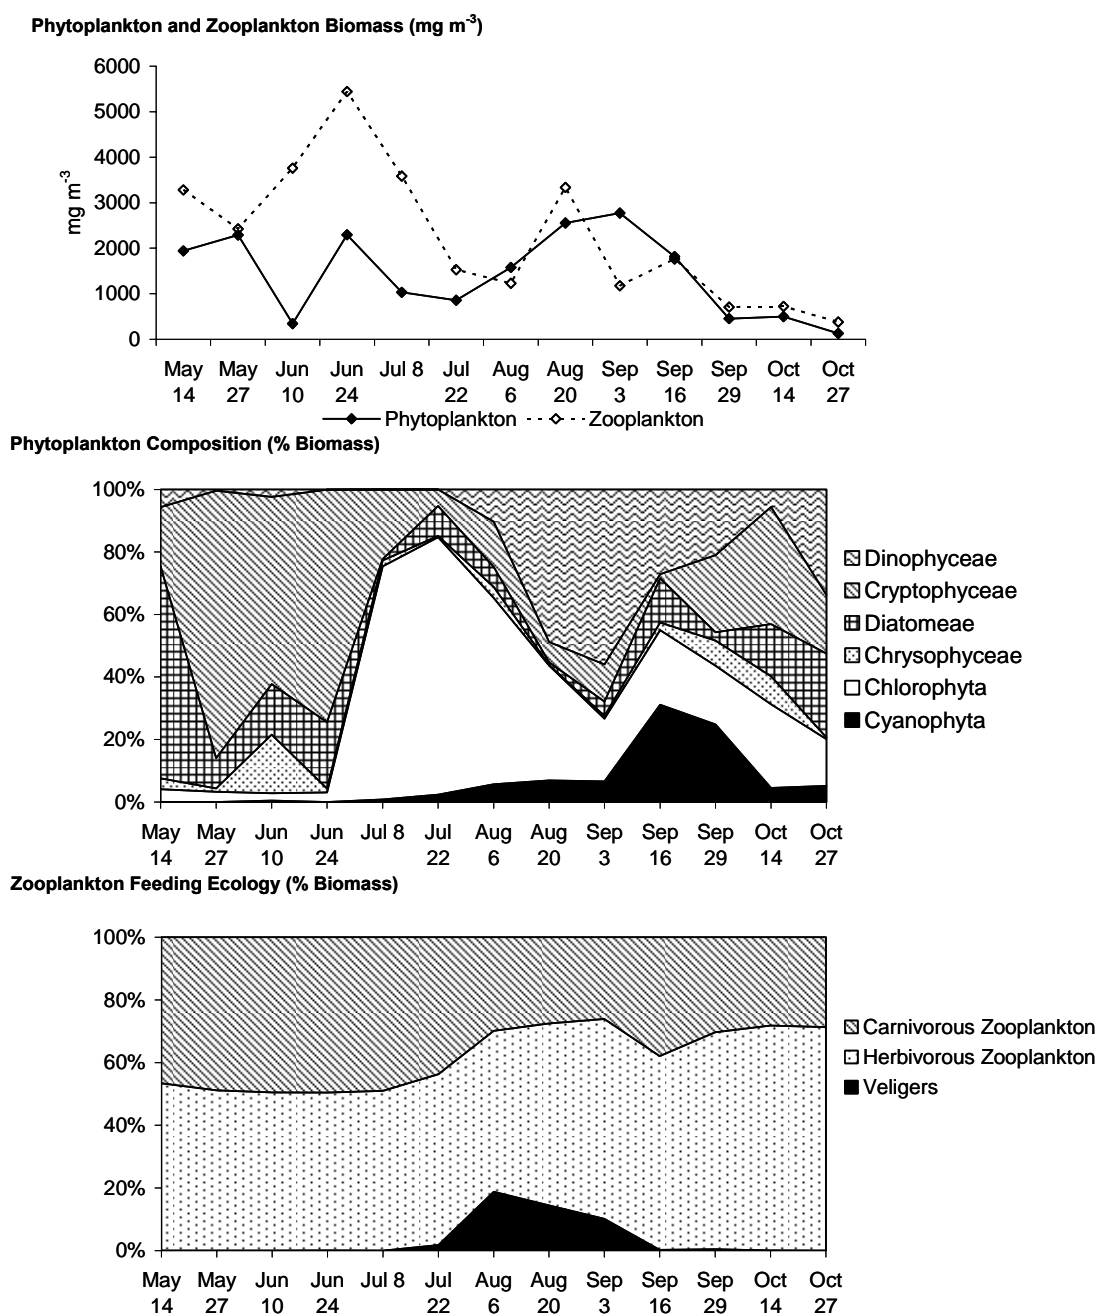 Phytoplankton and Zooplankton Biomass (mg m-3)
6000
5000
4000
3000
2000
1000
0
mg m-3
May 14 May 27 Jun 10 Jun 24 Jul 8 Jul 22 Aug 6 Aug 20 Sep 3 Sep 16 Sep 29 Oct 14 Oct 27
Phytoplankton Zooplankton
Phytoplankton Composition (% Biomass)
100%
80%
60%
40%
20%
0%
Dinophyceae
Cryptophyceae
Diatomeae
Chrysophyceae
Chlorophyta
Cyanophyta
May 14 May 27 Jun 10 Jun 24 Jul 8 Jul 22 Aug 6 Aug 20 Sep 3 Sep 16 Sep 29 Oct 14 Oct 27
Zooplankton Feeding Ecology (% Biomass)
100%
80%
60%
40%
20%
0%
Carnivorous Zooplankton
Herbivorous Zooplankton
Veligers
May 14 May 27 Jun 10 Jun 24 Jul 8 Jul 22 Aug 6 Aug 20 Sep 3 Sep 16 Sep 29 Oct 14 Oct 27